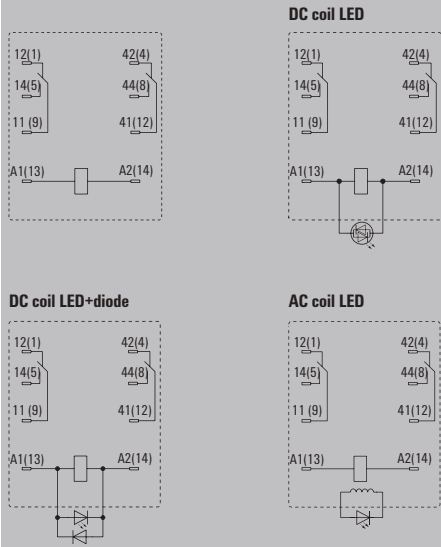 DC coil LED
12(1) 42(4)
14(5) 44(8)
11 (9) 41(12)
A1(13) A2(14)
12(1) 42(4)
14(5) 44(8)
11 (9) 41(12)
A1(13) A2(14)
DC coil LED+diode
AC coil LED
12(1) 42(4)
14(5) 44(8)
11 (9) 41(12)
A1(13) A2(14)
12(1) 42(4)
14(5) 44(8)
11 (9) 41(12)
A1(13) A2(14)